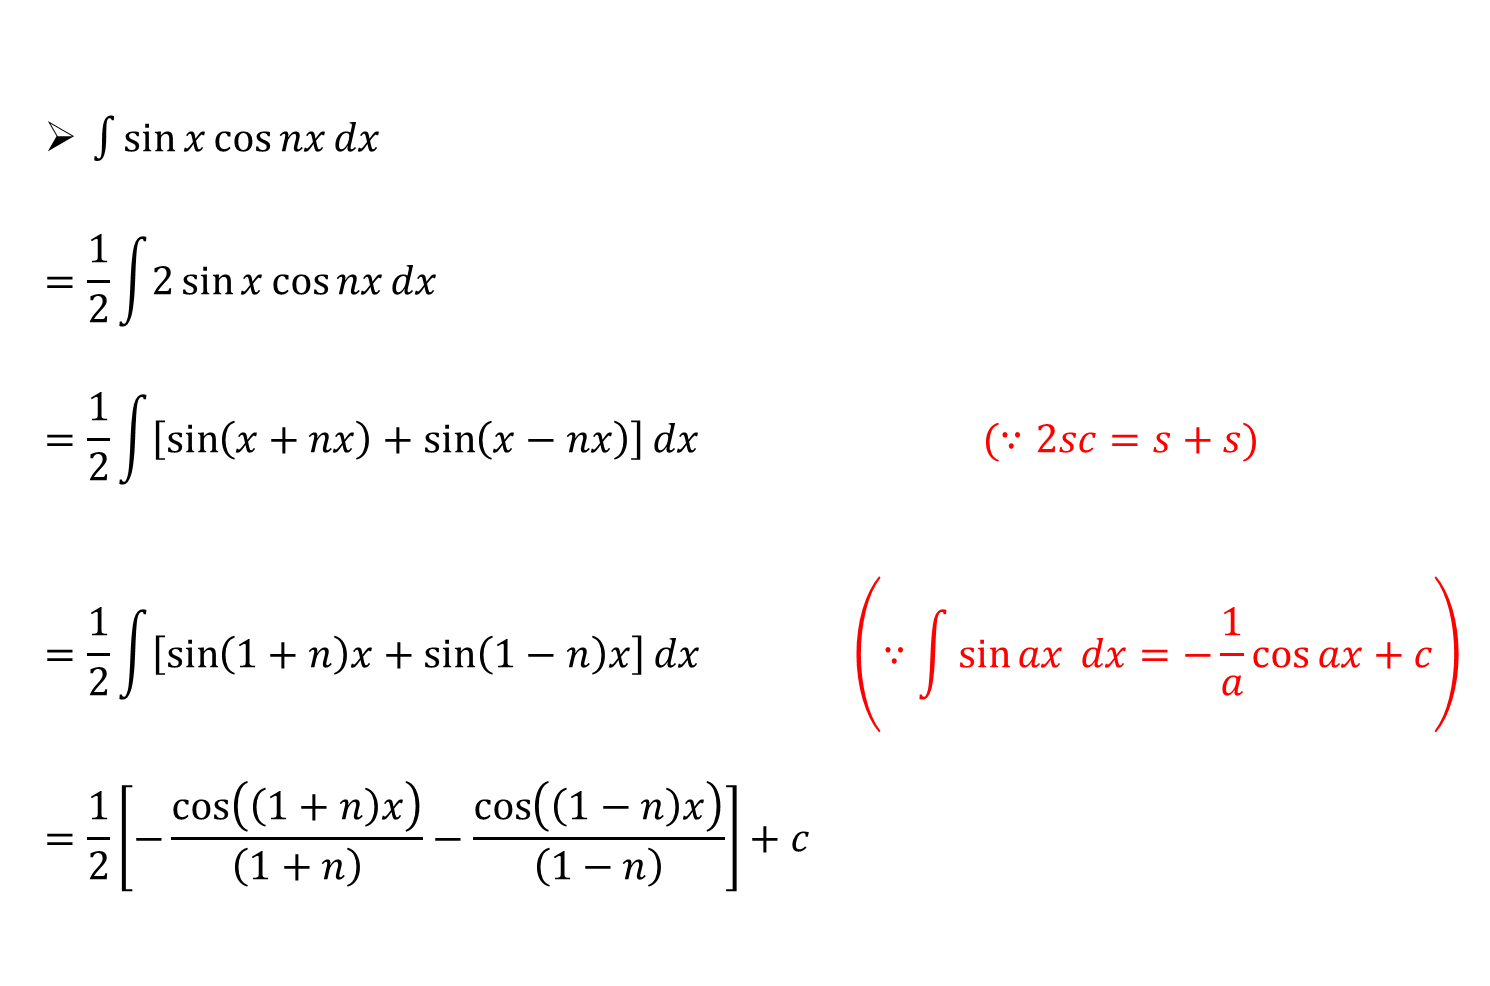 ➢ ∫ sin x cos nx dx
= 1/2 ∫ 2 sin x cos nx dx
= 1/2 ∫ [sin(x + nx) + sin(x − nx)] dx (∵ 2sc = s + s)
= 1/2 ∫ [sin(1 + n)x + sin(1 − n)x] dx (∵ ∫ sin ax dx = − 1/a cos ax + c)
= 1/2 [− cos((1 + n)x)/(1 + n) − cos((1 − n)x)/(1 − n)] + c